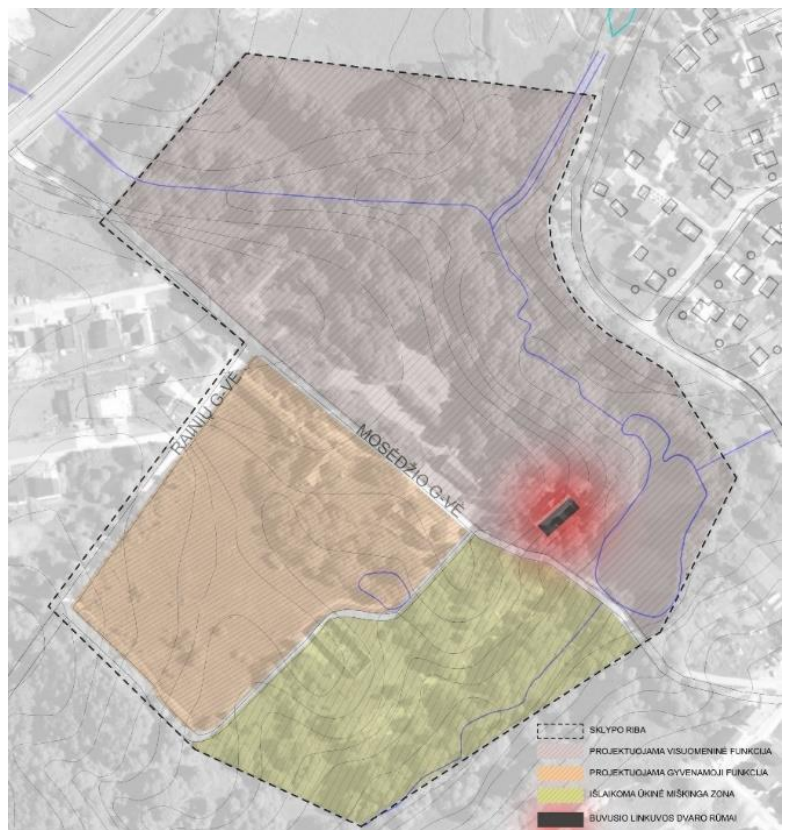 RAINIŲ G-VĖ
MOSĖDŽIO G-VĖ
SKLYPO RIBA
PROJEKTUOJAMA VISUOMENINĖ FUNKCIJA
PROJEKTUOJAMA GYVENAMOJI FUNKCIJA
IŠLAIKOMA ŪKINĖ MIŠKINGA ZONA
BUVUSIO LINKUVOS DVARO RŪMAI